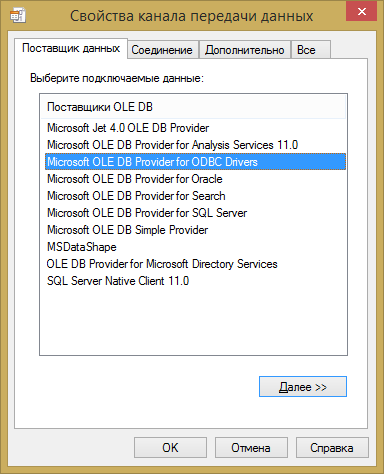 Свойства канала передачи данных
Поставщик данных Соединение Дополнительно Все
Выберите подключаемые данные:
Поставщики OLE DB
Microsoft Jet 4.0 OLE DB Provider
Microsoft OLE DB Provider for Analysis Services 11.0
Microsoft OLE DB Provider for ODBC Drivers
Microsoft OLE DB Provider for Oracle
Microsoft OLE DB Provider for Search
Microsoft OLE DB Provider for SQL Server
Microsoft OLE DB Simple Provider
MSDataShape
OLE DB Provider for Microsoft Directory Services
SQL Server Native Client 11.0
Далее >>
OK Отмена Справка